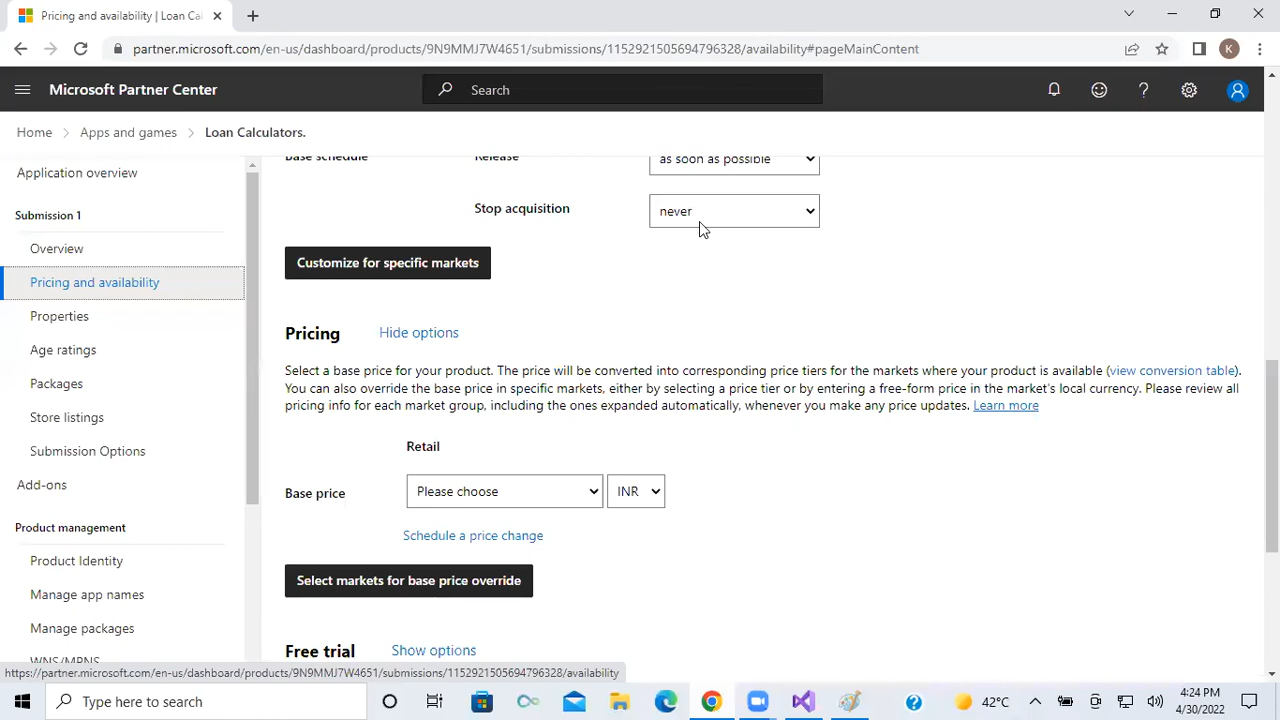 Pricing and availability | Loan Ca
partner.microsoft.com/en-us/dashboard/products/9N9MMJ7W4651/submissions/1152921505694796328/availability#pageMainContent
K
Microsoft Partner Center
Search
Home
Apps and games
Loan Calculators.
Application overview
Submission 1
Overview
Pricing and availability
Properties
Age ratings
Packages
Store listings
Submission Options
Add-ons
Product management
Product Identity
Manage app names
Manage packages
WNS/MPNS
Base schedule
Release
as soon as possible
Stop acquisition
never
Customize for specific markets
Pricing
Hide options
Select a base price for your product. The price will be converted into corresponding price tiers for the markets where your product is available (view conversion table).
You can also override the base price in specific markets, either by selecting a price tier or by entering a free-form price in the market's local currency. Please review all
pricing info for each market group, including the ones expanded automatically, whenever you make any price updates. Learn more
Retail
Base price
Please choose
INR
Schedule a price change
Select markets for base price override
Free trial
Show options
https://partner.microsoft.com/en-us/dashboard/products/9N9MMJ7W4651/submissions/1152921505694796328/availability
Type here to search
42°C
4:24 PM
4/30/2022